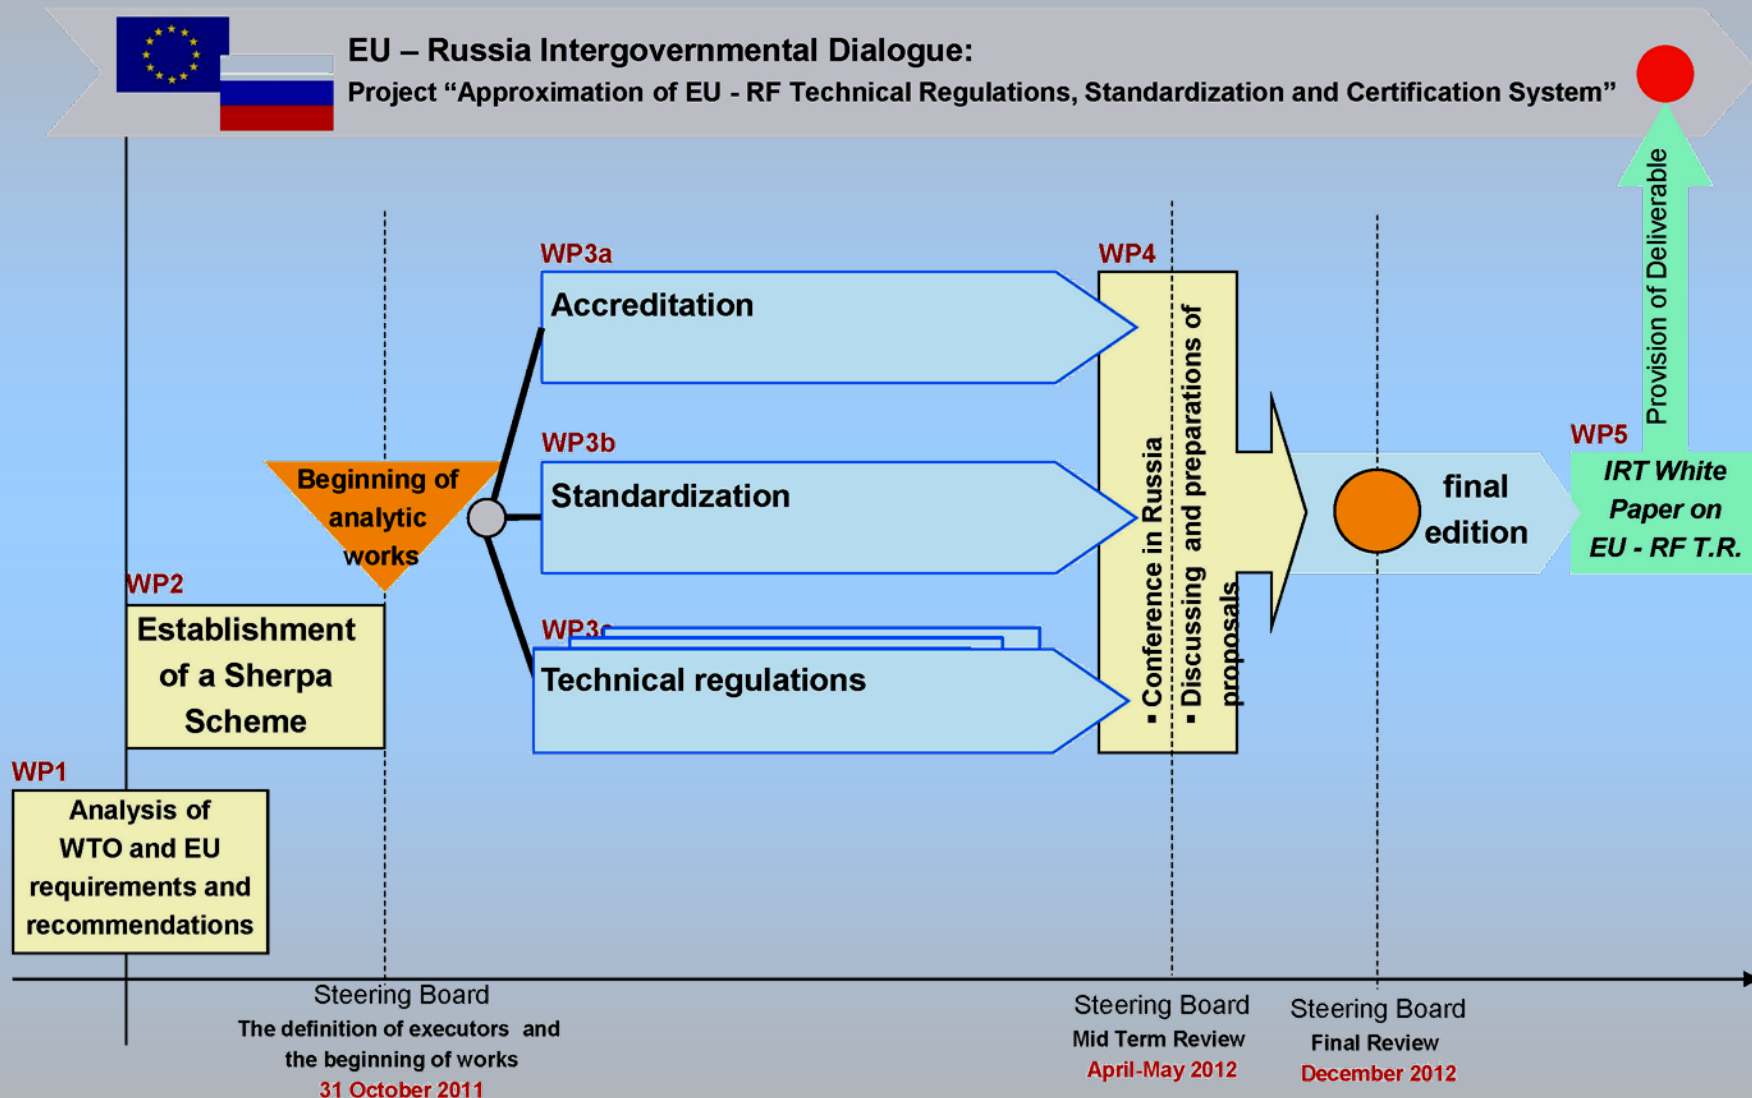 EU – Russia Intergovernmental Dialogue:
Project “Approximation of EU - RF Technical Regulations, Standardization and Certification System”
Provision of Deliverable
WP3a
Accreditation
WP4
▪ Conference in Russia
▪ Discussing and preparations of
proposals
WP3b
Standardization
WP5
IRT White
Paper on
EU - RF T.R.
final
edition
Beginning of
analytic
works
WP2
Establishment
of a Sherpa
Scheme
WP3c
Technical regulations
WP1
Analysis of
WTO and EU
requirements and
recommendations
Steering Board
The definition of executors and
the beginning of works
31 October 2011
Steering Board
Mid Term Review
April-May 2012
Steering Board
Final Review
December 2012